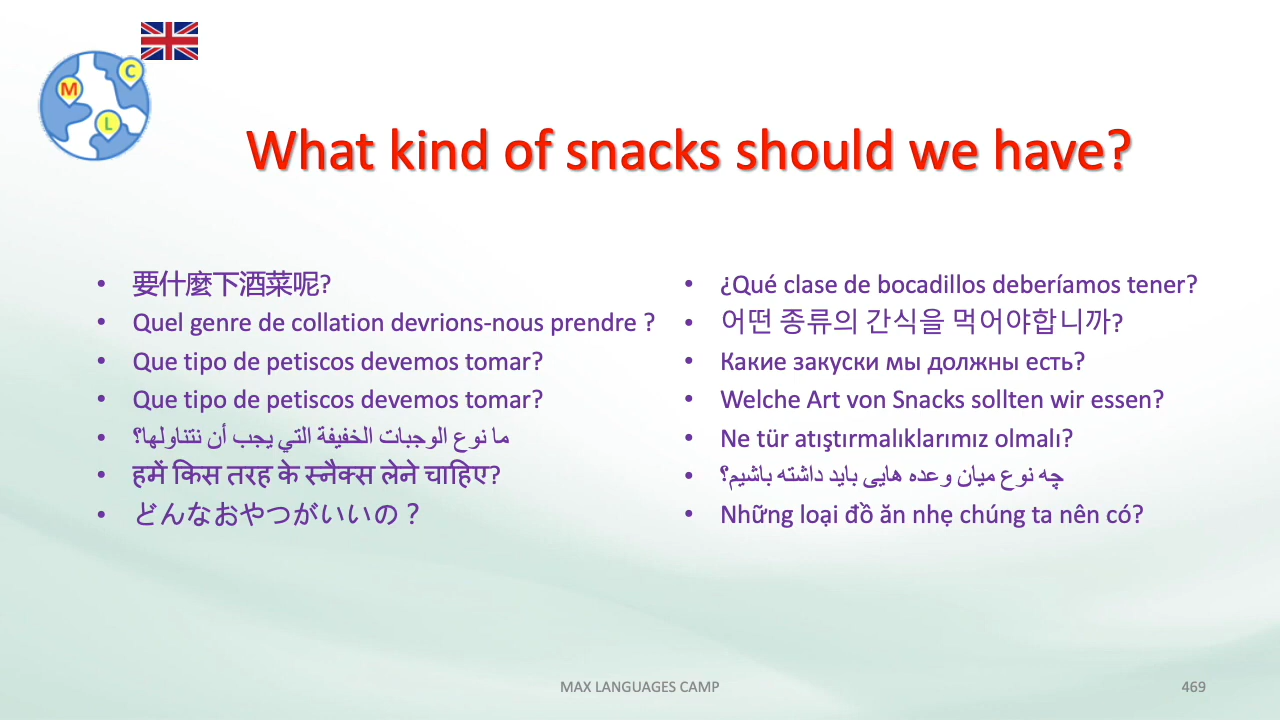 C
M
L
What kind of snacks should we have?
• 要什麼下酒菜呢?
• Quel genre de collation devrions-nous prendre ?
• Que tipo de petiscos devemos tomar?
• Que tipo de petiscos devemos tomar?
• ما نوع الوجبات الخفيفة التي يجب أن نتناولها؟
• हमें किस तरह के स्नैक्स लेने चाहिए?
• どんなおやつがいいの？
• ¿Qué clase de bocadillos deberíamos tener?
• 어떤 종류의 간식을 먹어야합니까?
• Какие закуски мы должны есть?
• Welche Art von Snacks sollten wir essen?
• Ne tür atıştırmalıklarımız olmalı?
• چه نوع میان وعده هایی باید داشته باشیم؟
• Những loại đồ ăn nhẹ chúng ta nên có?
MAX LANGUAGES CAMP
469